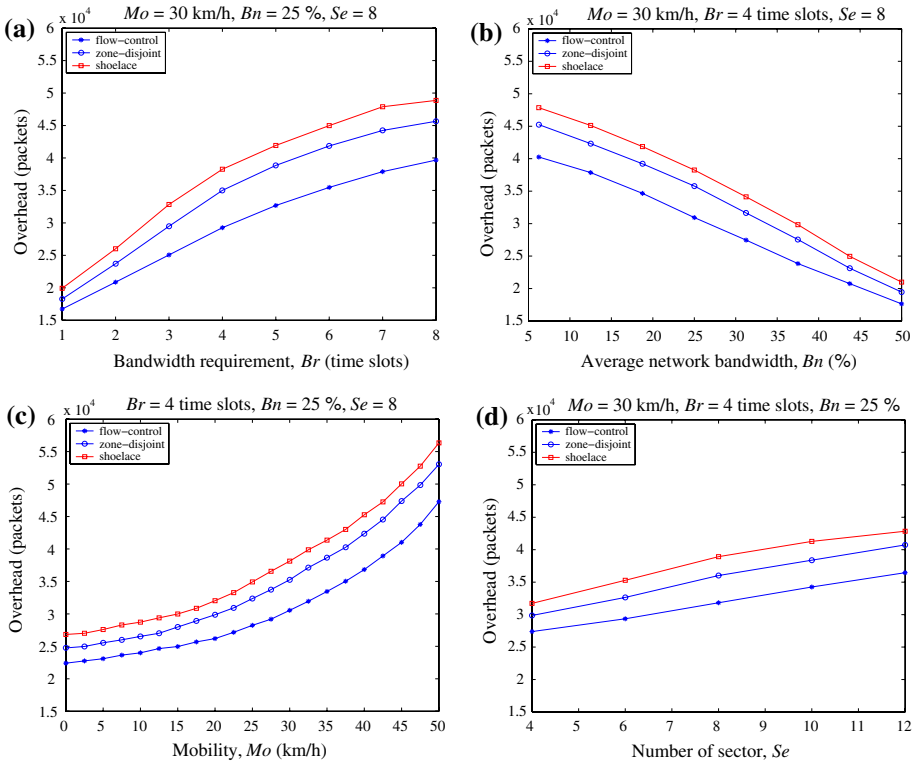 (a)
Mo = 30 km/h, Bn = 25 %, Se = 8
x 10^4
flow−control
zone−disjoint
shoelace
6
5.5
5
4.5
4
3.5
3
2.5
2
1.5
Overhead (packets)
1 2 3 4 5 6 7 8
Bandwidth requirement, Br (time slots)
(b)
Mo = 30 km/h, Br = 4 time slots, Se = 8
x 10^4
flow−control
zone−disjoint
shoelace
6
5.5
5
4.5
4
3.5
3
2.5
2
1.5
Overhead (packets)
5 10 15 20 25 30 35 40 45 50
Average network bandwidth, Bn (%)
(c)
Br = 4 time slots, Bn = 25 %, Se = 8
x 10^4
flow−control
zone−disjoint
shoelace
6
5.5
5
4.5
4
3.5
3
2.5
2
1.5
Overhead (packets)
0 5 10 15 20 25 30 35 40 45 50
Mobility, Mo (km/h)
(d)
Mo = 30 km/h, Br = 4 time slots, Bn = 25 %
x 10^4
flow−control
zone−disjoint
shoelace
6
5.5
5
4.5
4
3.5
3
2.5
2
1.5
Overhead (packets)
4 5 6 7 8 9 10 11 12
Number of sector, Se